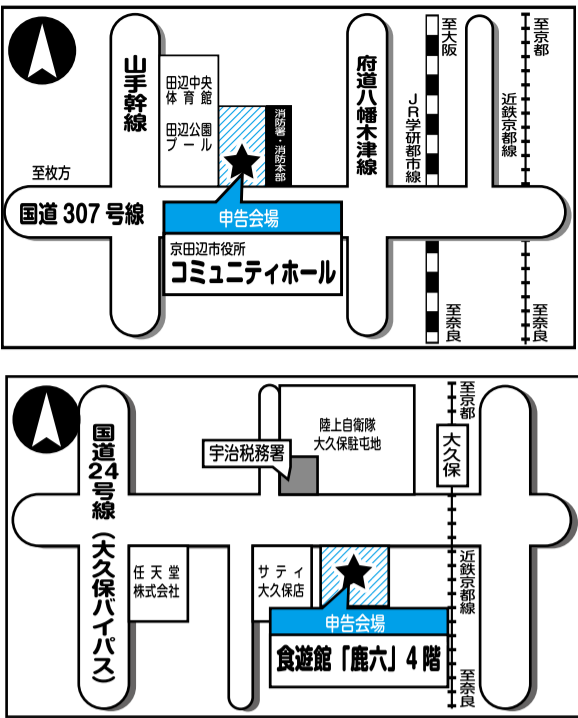 山手幹線
田辺中央
体育館
田辺公園
プール
消防署・消防本部
府道八幡木津線
至大阪
JR学研都市線
至奈良
至京都
近鉄京都線
至奈良
至枚方
国道307号線
申告会場
京田辺市役所
コミュニティホール
国道24号線（大久保バイパス）
宇治税務署
陸上自衛隊
大久保駐屯地
至京都
大久保
近鉄京都線
至奈良
任天堂
株式会社
サティ
大久保店
申告会場
食遊館「鹿六」4階